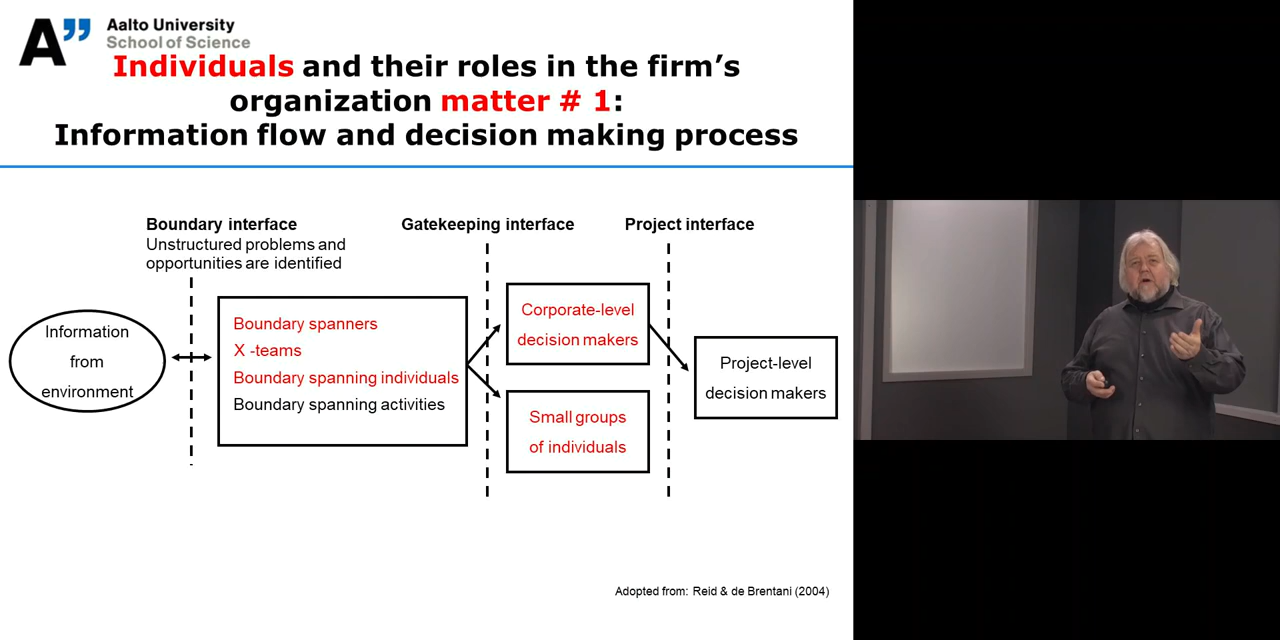 A”
Aalto University
School of Science
Individuals and their roles in the firm’s
organization matter # 1:
Information flow and decision making process
Boundary interface
Unstructured problems and
opportunities are identified
Gatekeeping interface
Project interface
Information
from
environment
Boundary spanners
X -teams
Boundary spanning individuals
Boundary spanning activities
Corporate-level
decision makers
Small groups
of individuals
Project-level
decision makers
Adopted from: Reid & de Brentani (2004)